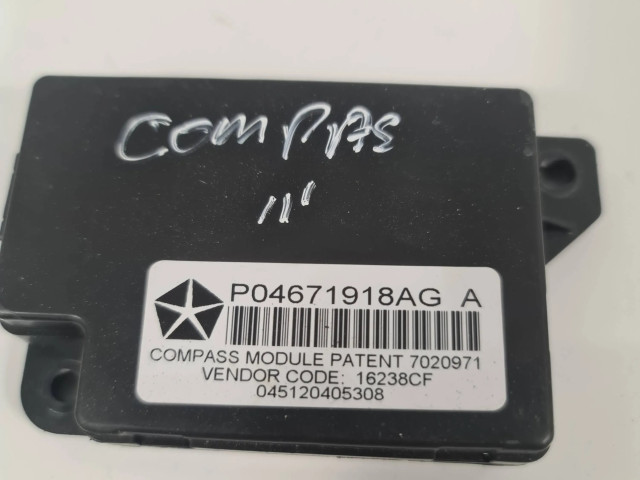 COMPAS
11'
P04671918AG A
COMPASS MODULE PATENT 7020971
VENDOR CODE: 16238CF
045120405308